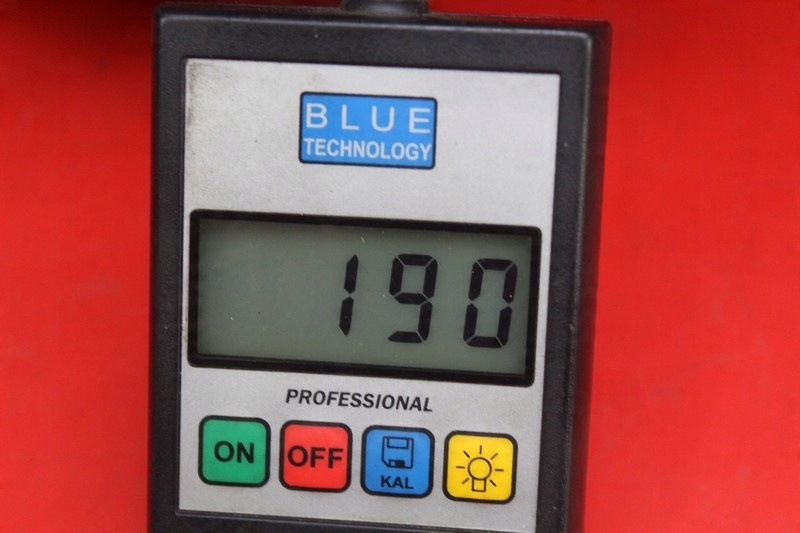 BLUE
TECHNOLOGY
190
PROFESSIONAL
ON OFF KAL